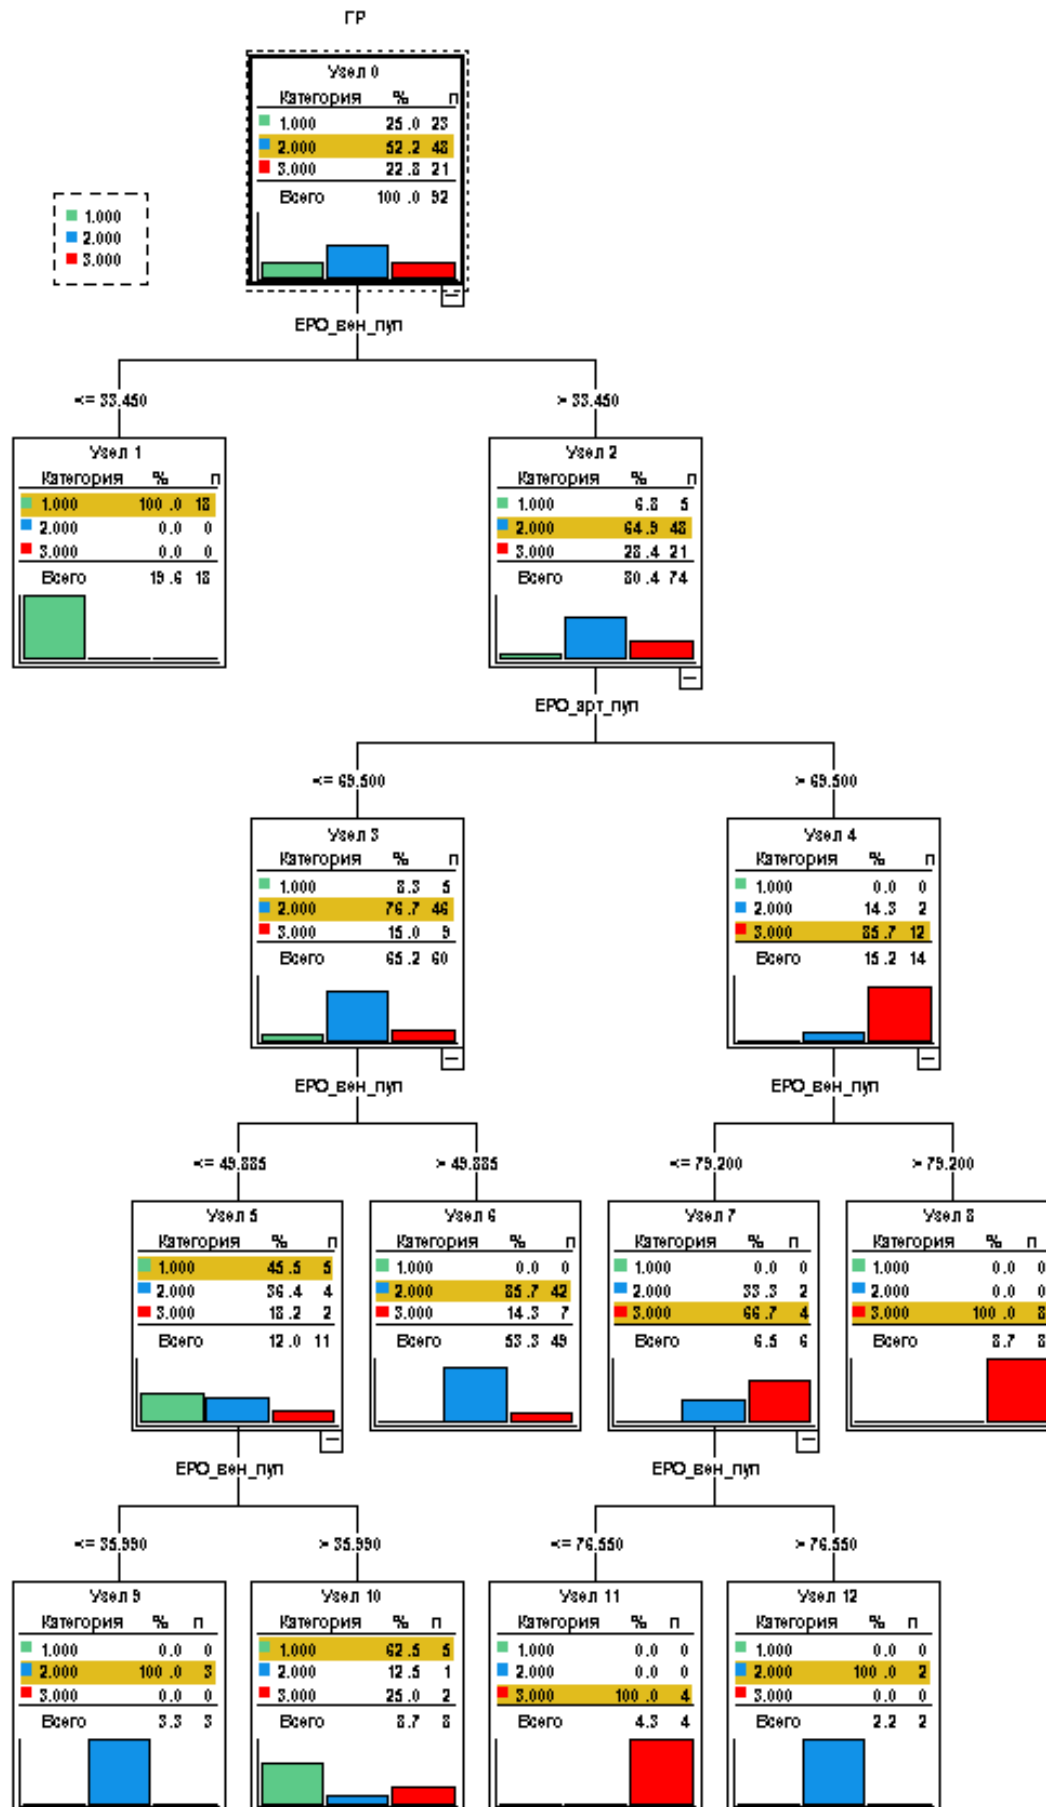 ГР
Узел 0
Категория % п
1.000 25.0 23
2.000 52.2 48
3.000 22.8 21
Всего 100.0 92
1.000
2.000
3.000
EPO_вен_пуп
<= 33.450
> 33.450
Узел 1
Категория % п
1.000 100.0 18
2.000 0.0 0
3.000 0.0 0
Всего 19.6 18
Узел 2
Категория % п
1.000 6.8 5
2.000 64.9 48
3.000 28.4 21
Всего 80.4 74
EPO_арт_пуп
<= 69.500
> 69.500
Узел 3
Категория % п
1.000 8.3 5
2.000 76.7 46
3.000 15.0 9
Всего 65.2 60
Узел 4
Категория % п
1.000 0.0 0
2.000 14.3 2
3.000 85.7 12
Всего 15.2 14
EPO_вен_пуп
EPO_вен_пуп
<= 49.885
> 49.885
<= 79.200
> 79.200
Узел 5
Категория % п
1.000 45.5 5
2.000 36.4 4
3.000 18.2 2
Всего 12.0 11
Узел 6
Категория % п
1.000 0.0 0
2.000 85.7 42
3.000 14.3 7
Всего 53.3 49
Узел 7
Категория % п
1.000 0.0 0
2.000 33.3 2
3.000 66.7 4
Всего 6.5 6
Узел 8
Категория % п
1.000 0.0 0
2.000 0.0 0
3.000 100.0 8
Всего 8.7 8
EPO_вен_пуп
EPO_вен_пуп
<= 35.990
> 35.990
<= 76.550
> 76.550
Узел 9
Категория % п
1.000 0.0 0
2.000 100.0 3
3.000 0.0 0
Всего 3.3 3
Узел 10
Категория % п
1.000 62.5 5
2.000 12.5 1
3.000 25.0 2
Всего 8.7 8
Узел 11
Категория % п
1.000 0.0 0
2.000 0.0 0
3.000 100.0 4
Всего 4.3 4
Узел 12
Категория % п
1.000 0.0 0
2.000 100.0 2
3.000 0.0 0
Всего 2.2 2